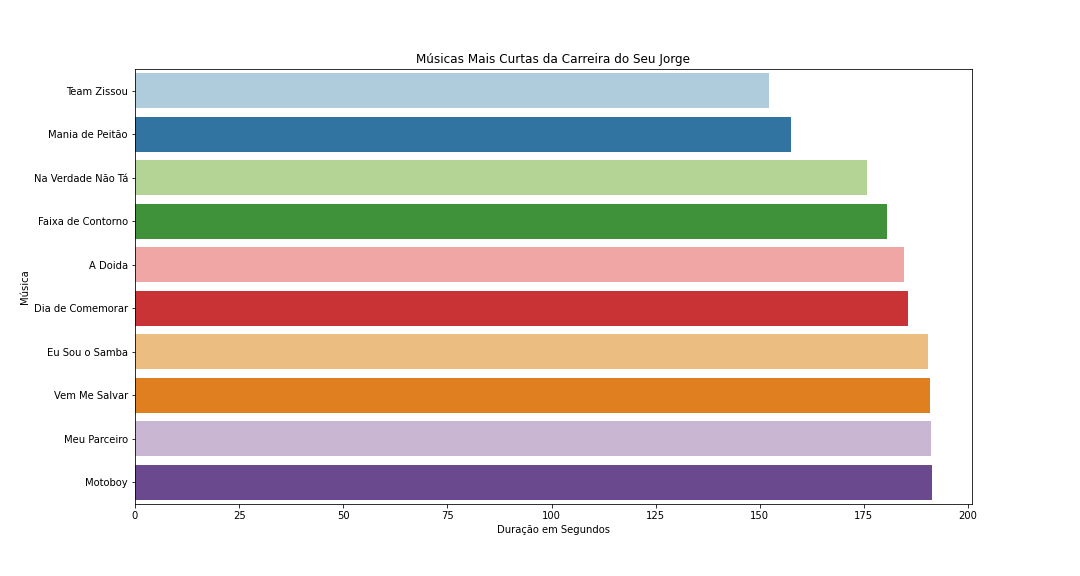 Músicas Mais Curtas da Carreira do Seu Jorge
Música
Team Zissou
Mania de Peitão
Na Verdade Não Tá
Faixa de Contorno
A Doida
Dia de Comemorar
Eu Sou o Samba
Vem Me Salvar
Meu Parceiro
Motoboy
0 25 50 75 100 125 150 175 200
Duração em Segundos